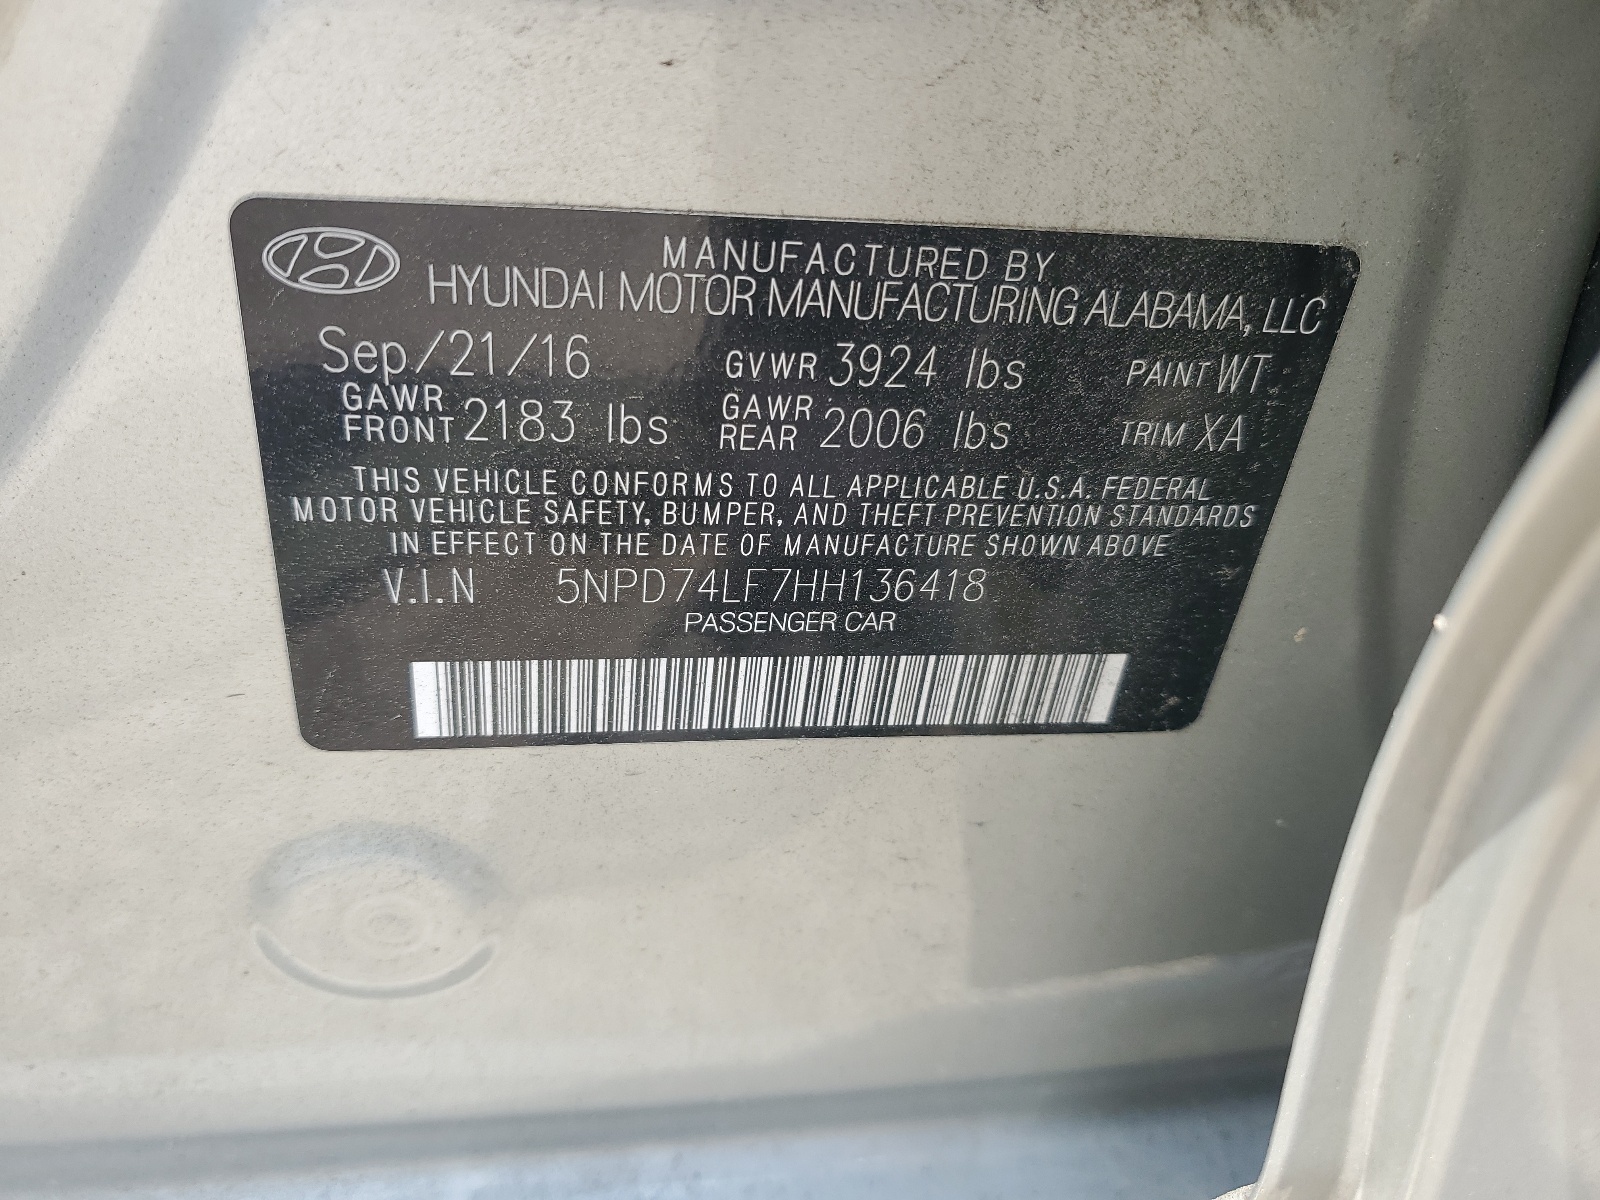 MANUFACTURED BY
HYUNDAI MOTOR MANUFACTURING ALABAMA, LLC
Sep/21/16 GVWR 3924 lbs PAINT WT
GAWR FRONT 2183 lbs GAWR REAR 2006 lbs TRIM XA
THIS VEHICLE CONFORMS TO ALL APPLICABLE U.S.A. FEDERAL
MOTOR VEHICLE SAFETY, BUMPER, AND THEFT PREVENTION STANDARDS
IN EFFECT ON THE DATE OF MANUFACTURE SHOWN ABOVE
V.I.N 5NPD74LF7HH136418
PASSENGER CAR